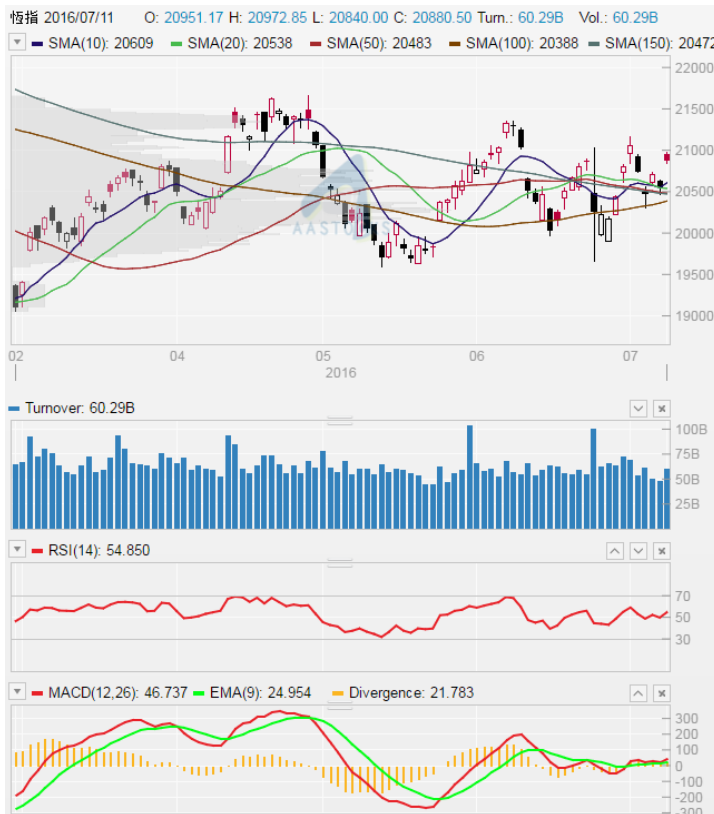 恆指 2016/07/11 O: 20951.17 H: 20972.85 L: 20840.00 C: 20880.50 Turn.: 60.29B Vol.: 60.29B
SMA(10): 20609 SMA(20): 20538 SMA(50): 20483 SMA(100): 20388 SMA(150): 20472
22000
21500
21000
20500
20000
19500
19000
AASTOCKS
02 04 05 06 07
2016
Turnover: 60.29B
100B
75B
50B
25B
RSI(14): 54.850
70
50
30
MACD(12,26): 46.737 EMA(9): 24.954 Divergence: 21.783
300
200
100
0
-100
-200
-300